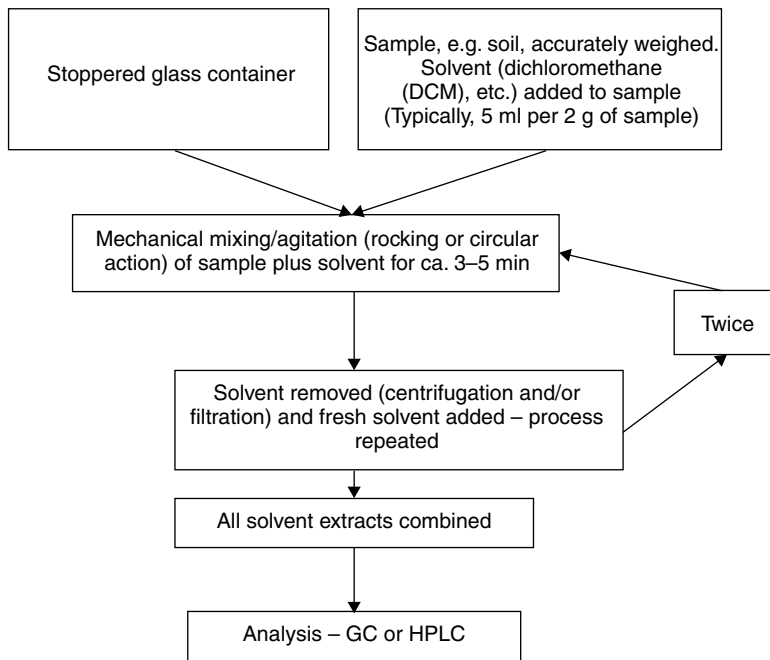 Stoppered glass container
Sample, e.g. soil, accurately weighed.
Solvent (dichloromethane
(DCM), etc.) added to sample
(Typically, 5 ml per 2 g of sample)
Mechanical mixing/agitation (rocking or circular
action) of sample plus solvent for ca. 3–5 min
Twice
Solvent removed (centrifugation and/or
filtration) and fresh solvent added – process
repeated
All solvent extracts combined
Analysis – GC or HPLC